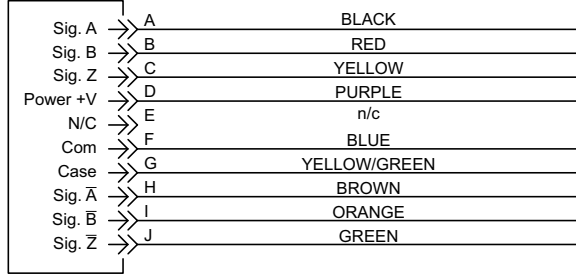 Sig. A A BLACK
Sig. B B RED
Sig. Z C YELLOW
Power +V D PURPLE
N/C E n/c
Com F BLUE
Case G YELLOW/GREEN
Sig. A̅ H BROWN
Sig. B̅ I ORANGE
Sig. Z̅ J GREEN